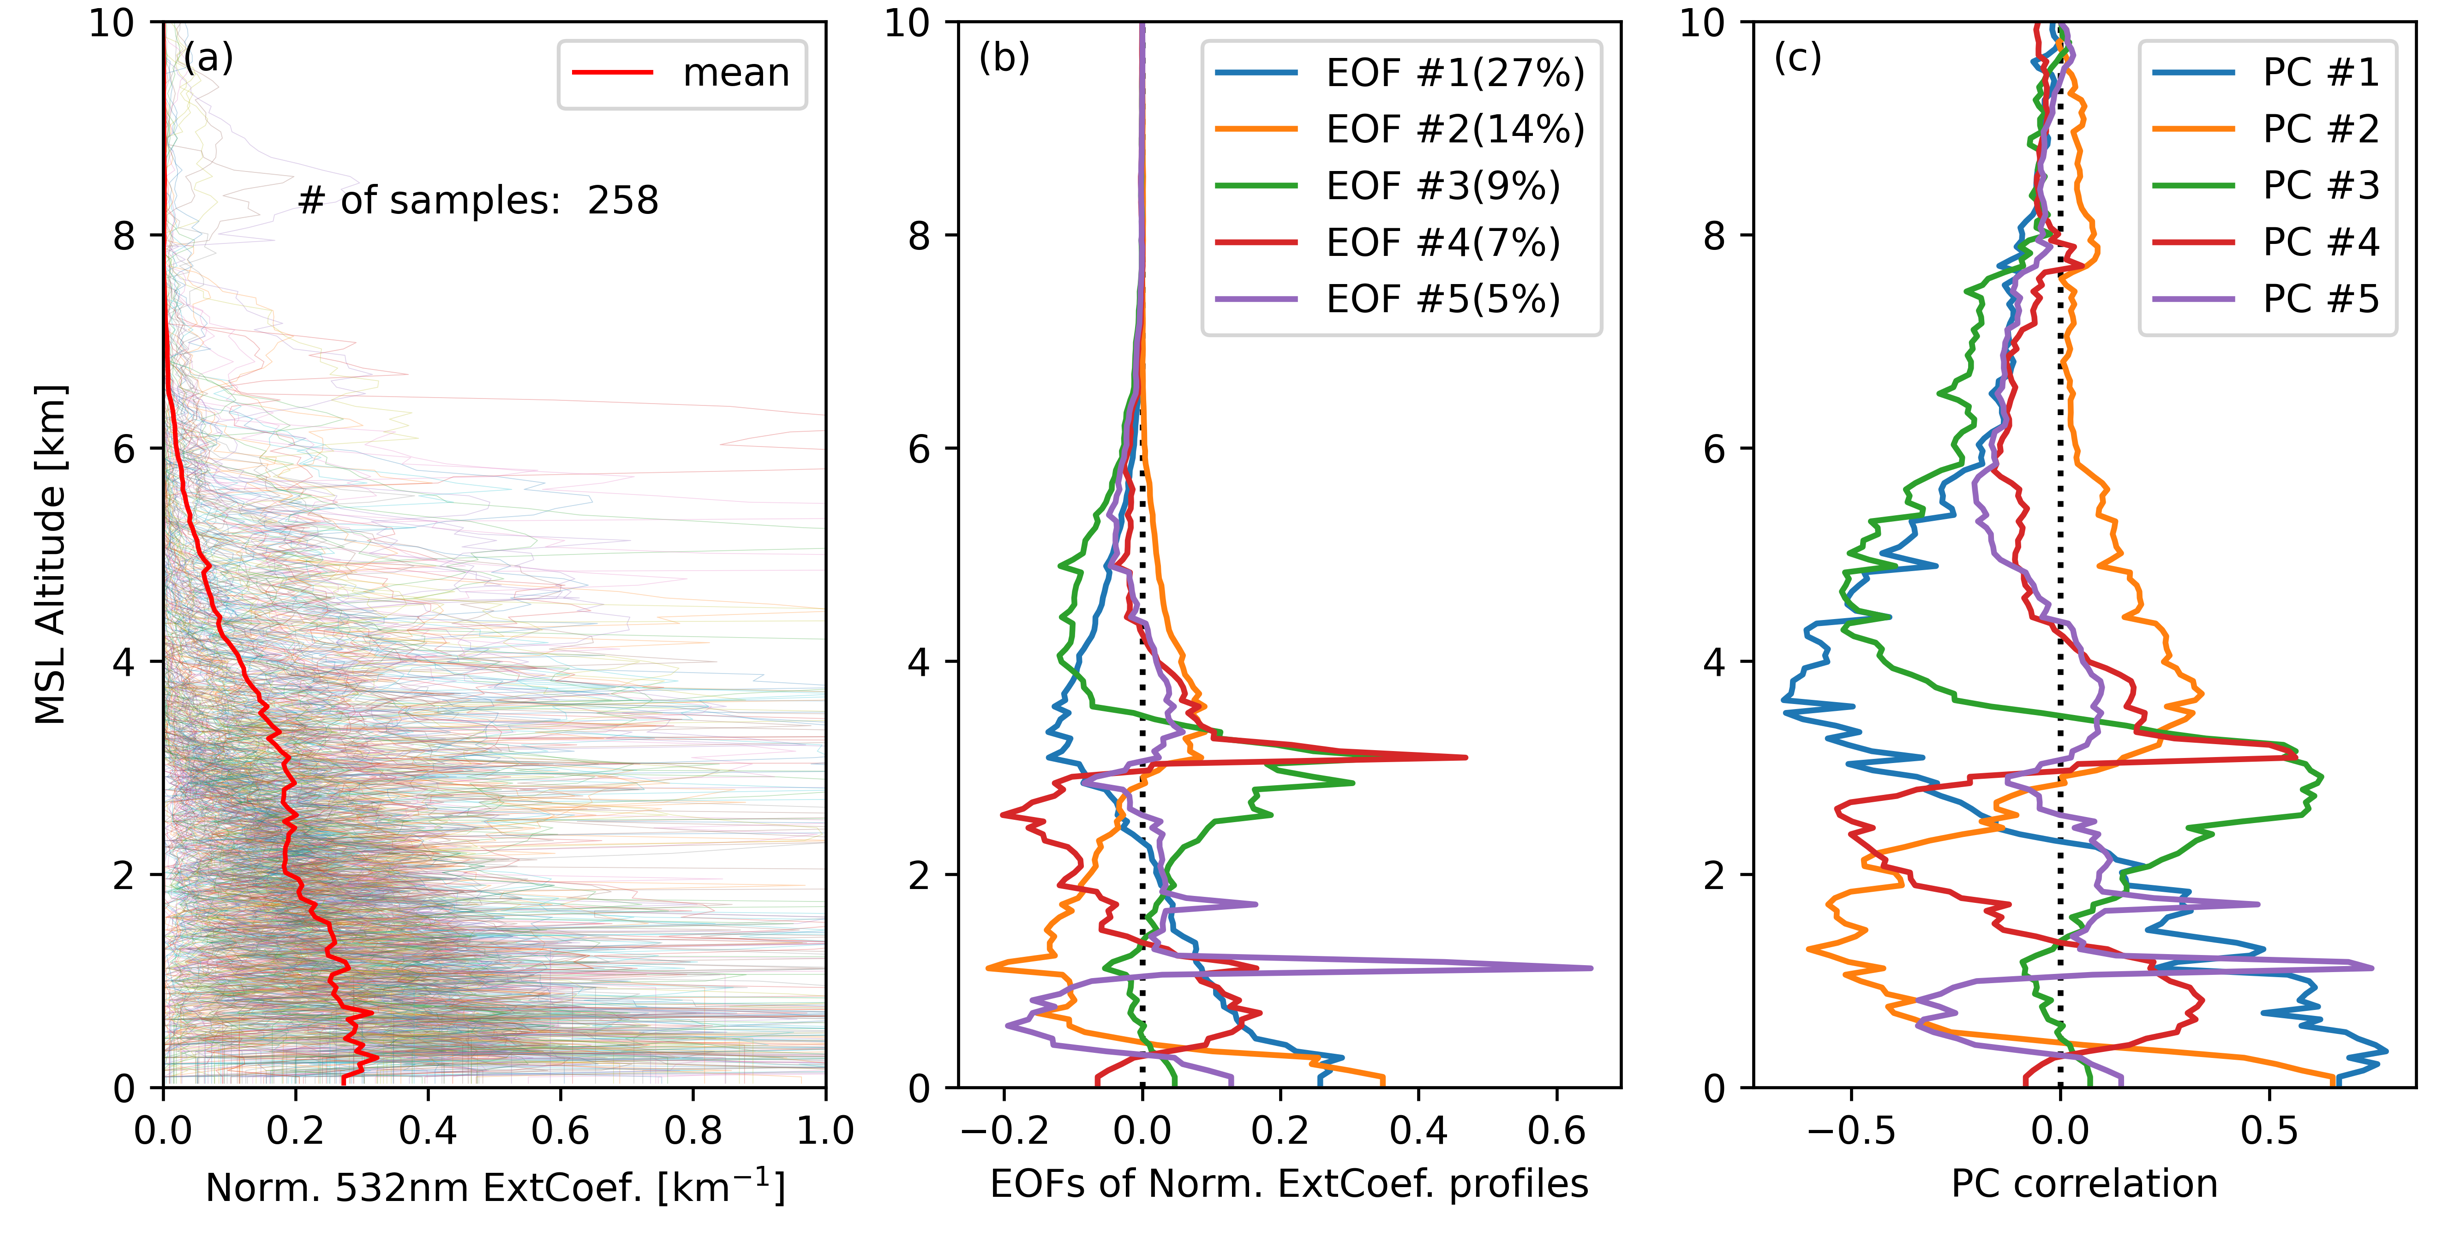 (a)
mean
# of samples: 258
10
8
6
4
2
0
MSL Altitude [km]
0.0 0.2 0.4 0.6 0.8 1.0
Norm. 532nm ExtCoef. [km⁻¹]
(b)
EOF #1(27%)
EOF #2(14%)
EOF #3(9%)
EOF #4(7%)
EOF #5(5%)
10
8
6
4
2
0
−0.2 0.0 0.2 0.4 0.6
EOFs of Norm. ExtCoef. profiles
(c)
PC #1
PC #2
PC #3
PC #4
PC #5
10
8
6
4
2
0
−0.5 0.0 0.5
PC correlation